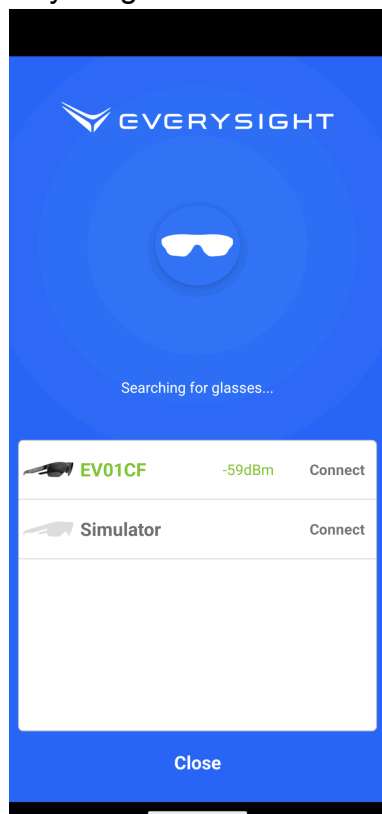 EVERYSIGHT
Searching for glasses...
EV01CF -59dBm Connect
Simulator Connect
Close